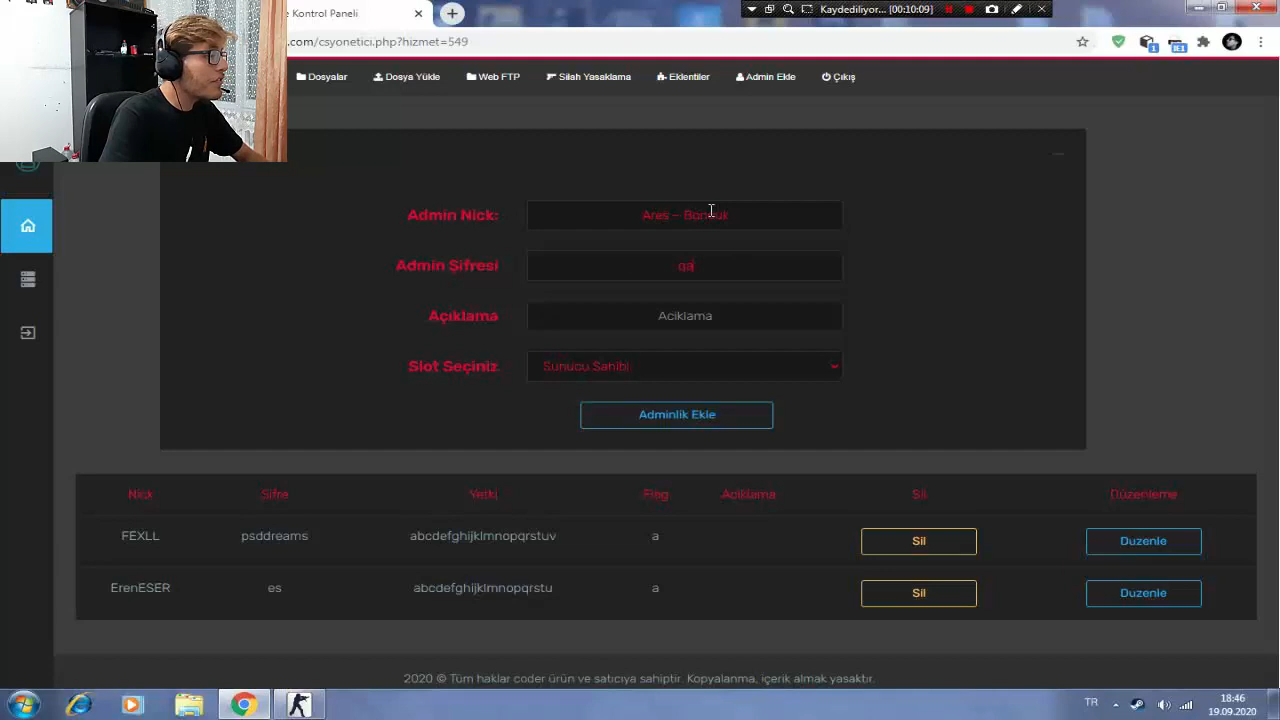 e Kontrol Paneli
Kaydediliyor... [00:10:09]
.com/csyonetici.php?hizmet=549
Dosyalar
Dosya Yükle
Web FTP
Silah Yasaklama
Eklentiler
Admin Ekle
Çıkış
Admin Nick:
Ares - Boncuk
Admin Şifresi
qa
Açıklama
Aciklama
Slot Seçiniz
Sunucu Sahibi
Adminlik Ekle
Nick Şifre Yetki Flag Aciklama Sil Düzenleme
FEXLL psddreams abcdefghijklmnopqrstuv a Sil Duzenle
ErenESER es abcdefghijklmnopqrstu a Sil Duzenle
2020 © Tüm haklar coder ürün ve satıcıya sahiptir. Kopyalanma, içerik almak yasaktır.
TR
18:46
19.09.2020